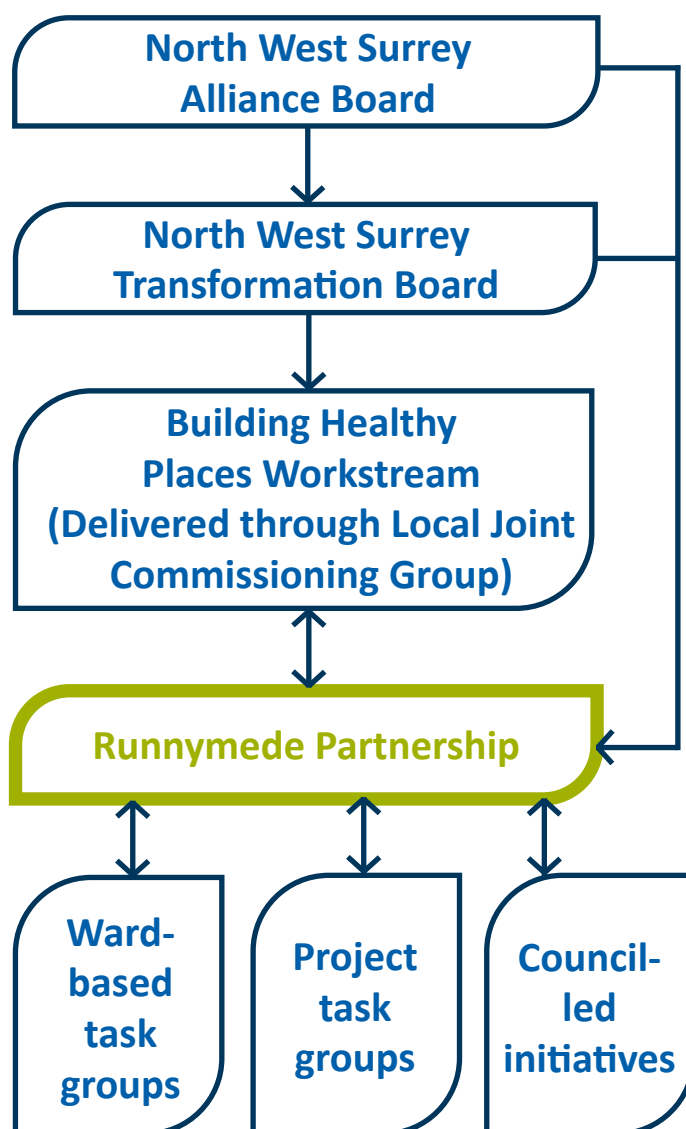 North West Surrey
Alliance Board
North West Surrey
Transformation Board
Building Healthy
Places Workstream
(Delivered through Local Joint
Commissioning Group)
Runnymede Partnership
Ward-
based
task
groups
Project
task
groups
Council-
led
initiatives